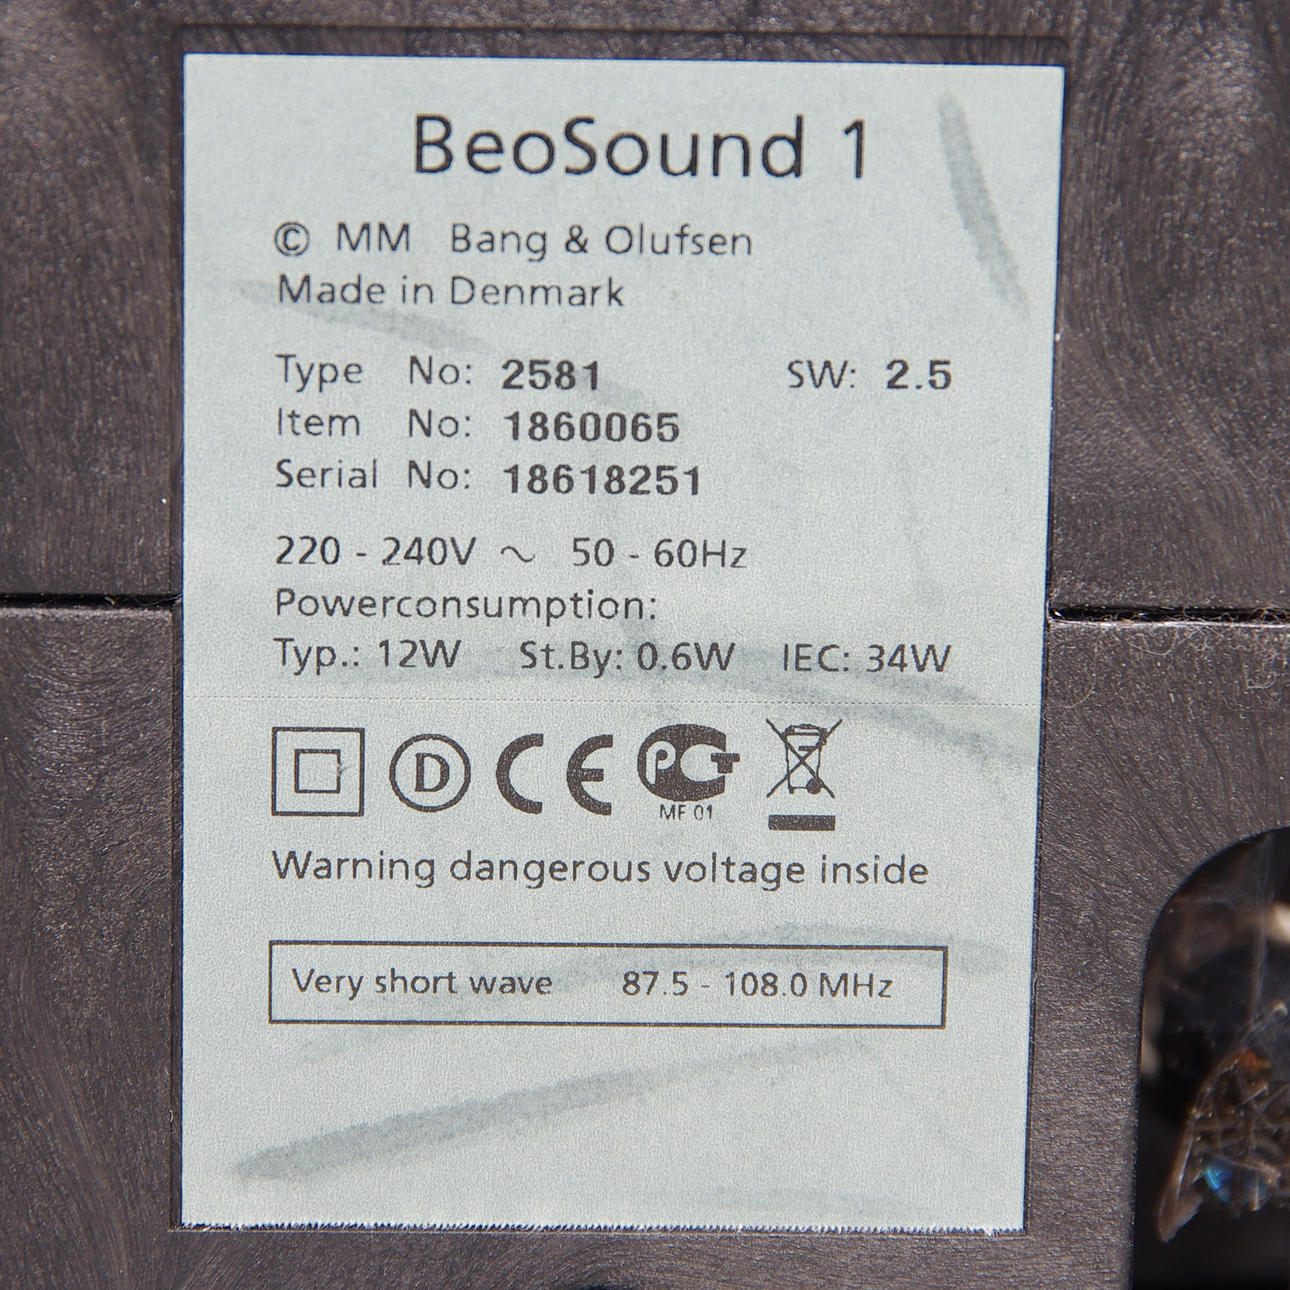 BeoSound 1
© MM Bang & Olufsen
Made in Denmark
Type No: 2581 SW: 2.5
Item No: 1860065
Serial No: 18618251
220 - 240V ~ 50 - 60Hz
Powerconsumption:
Typ.: 12W St.By: 0.6W IEC: 34W
D CE PCT
MF 01
Warning dangerous voltage inside
Very short wave 87.5 - 108.0 MHz